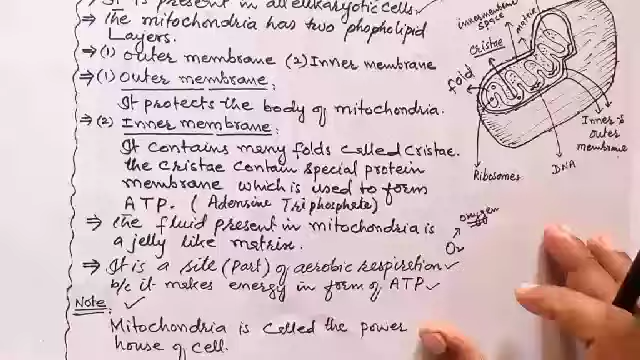 ⇒ It is present in all eukaryotic cells. ✓
⇒ The mitochondria has two phopholipid
Layers.
⇒ (1) Outer membrane (2) Inner membrane
⇒ (1) Outer membrane:
It protects the body of mitochondria.
⇒ (2) Inner membrane:
It contains many folds called Cristae.
the Cristae contain special protein
membrane which is used to form
ATP. (Adensine Triphosphate)
⇒ The fluid present in mitochondria is
a jelly like matrix.
⇒ It is a site (Part) of aerobic respiration ✓
b/c it makes energy in form of ATP ✓
Note: ✓
Mitochondria is called the power
house of cell.
intermembrane
space
matrix
Cristae
fold
Ribosomes
DNA
Inner &
Outer
membrane
oxygen
O₂